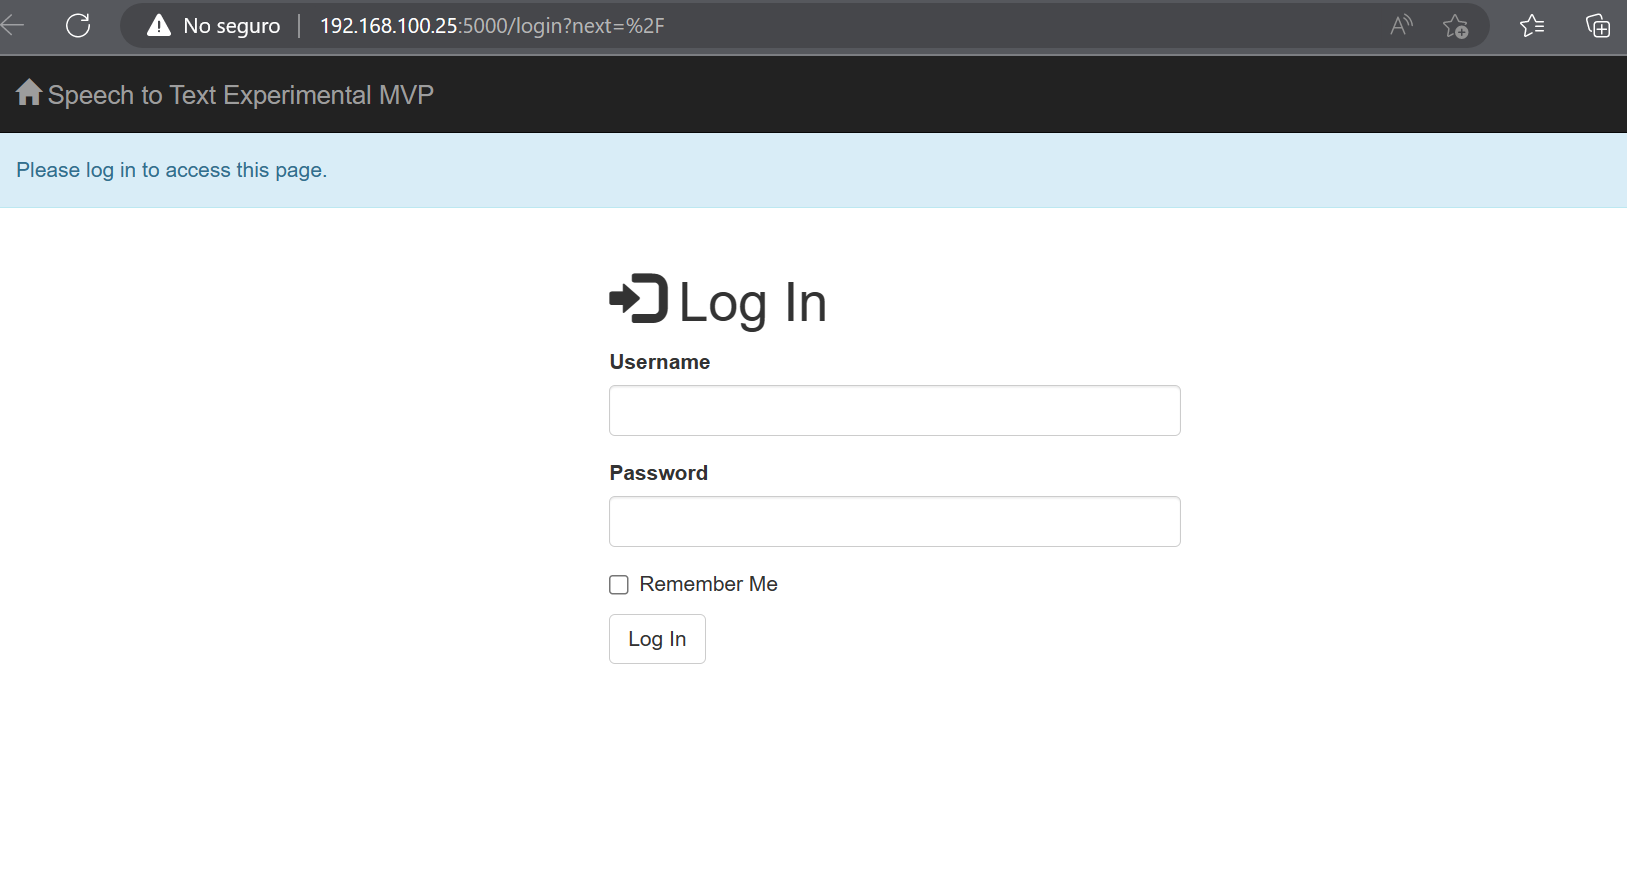 No seguro | 192.168.100.25:5000/login?next=%2F
Speech to Text Experimental MVP
Please log in to access this page.
Log In
Username
Password
Remember Me
Log In